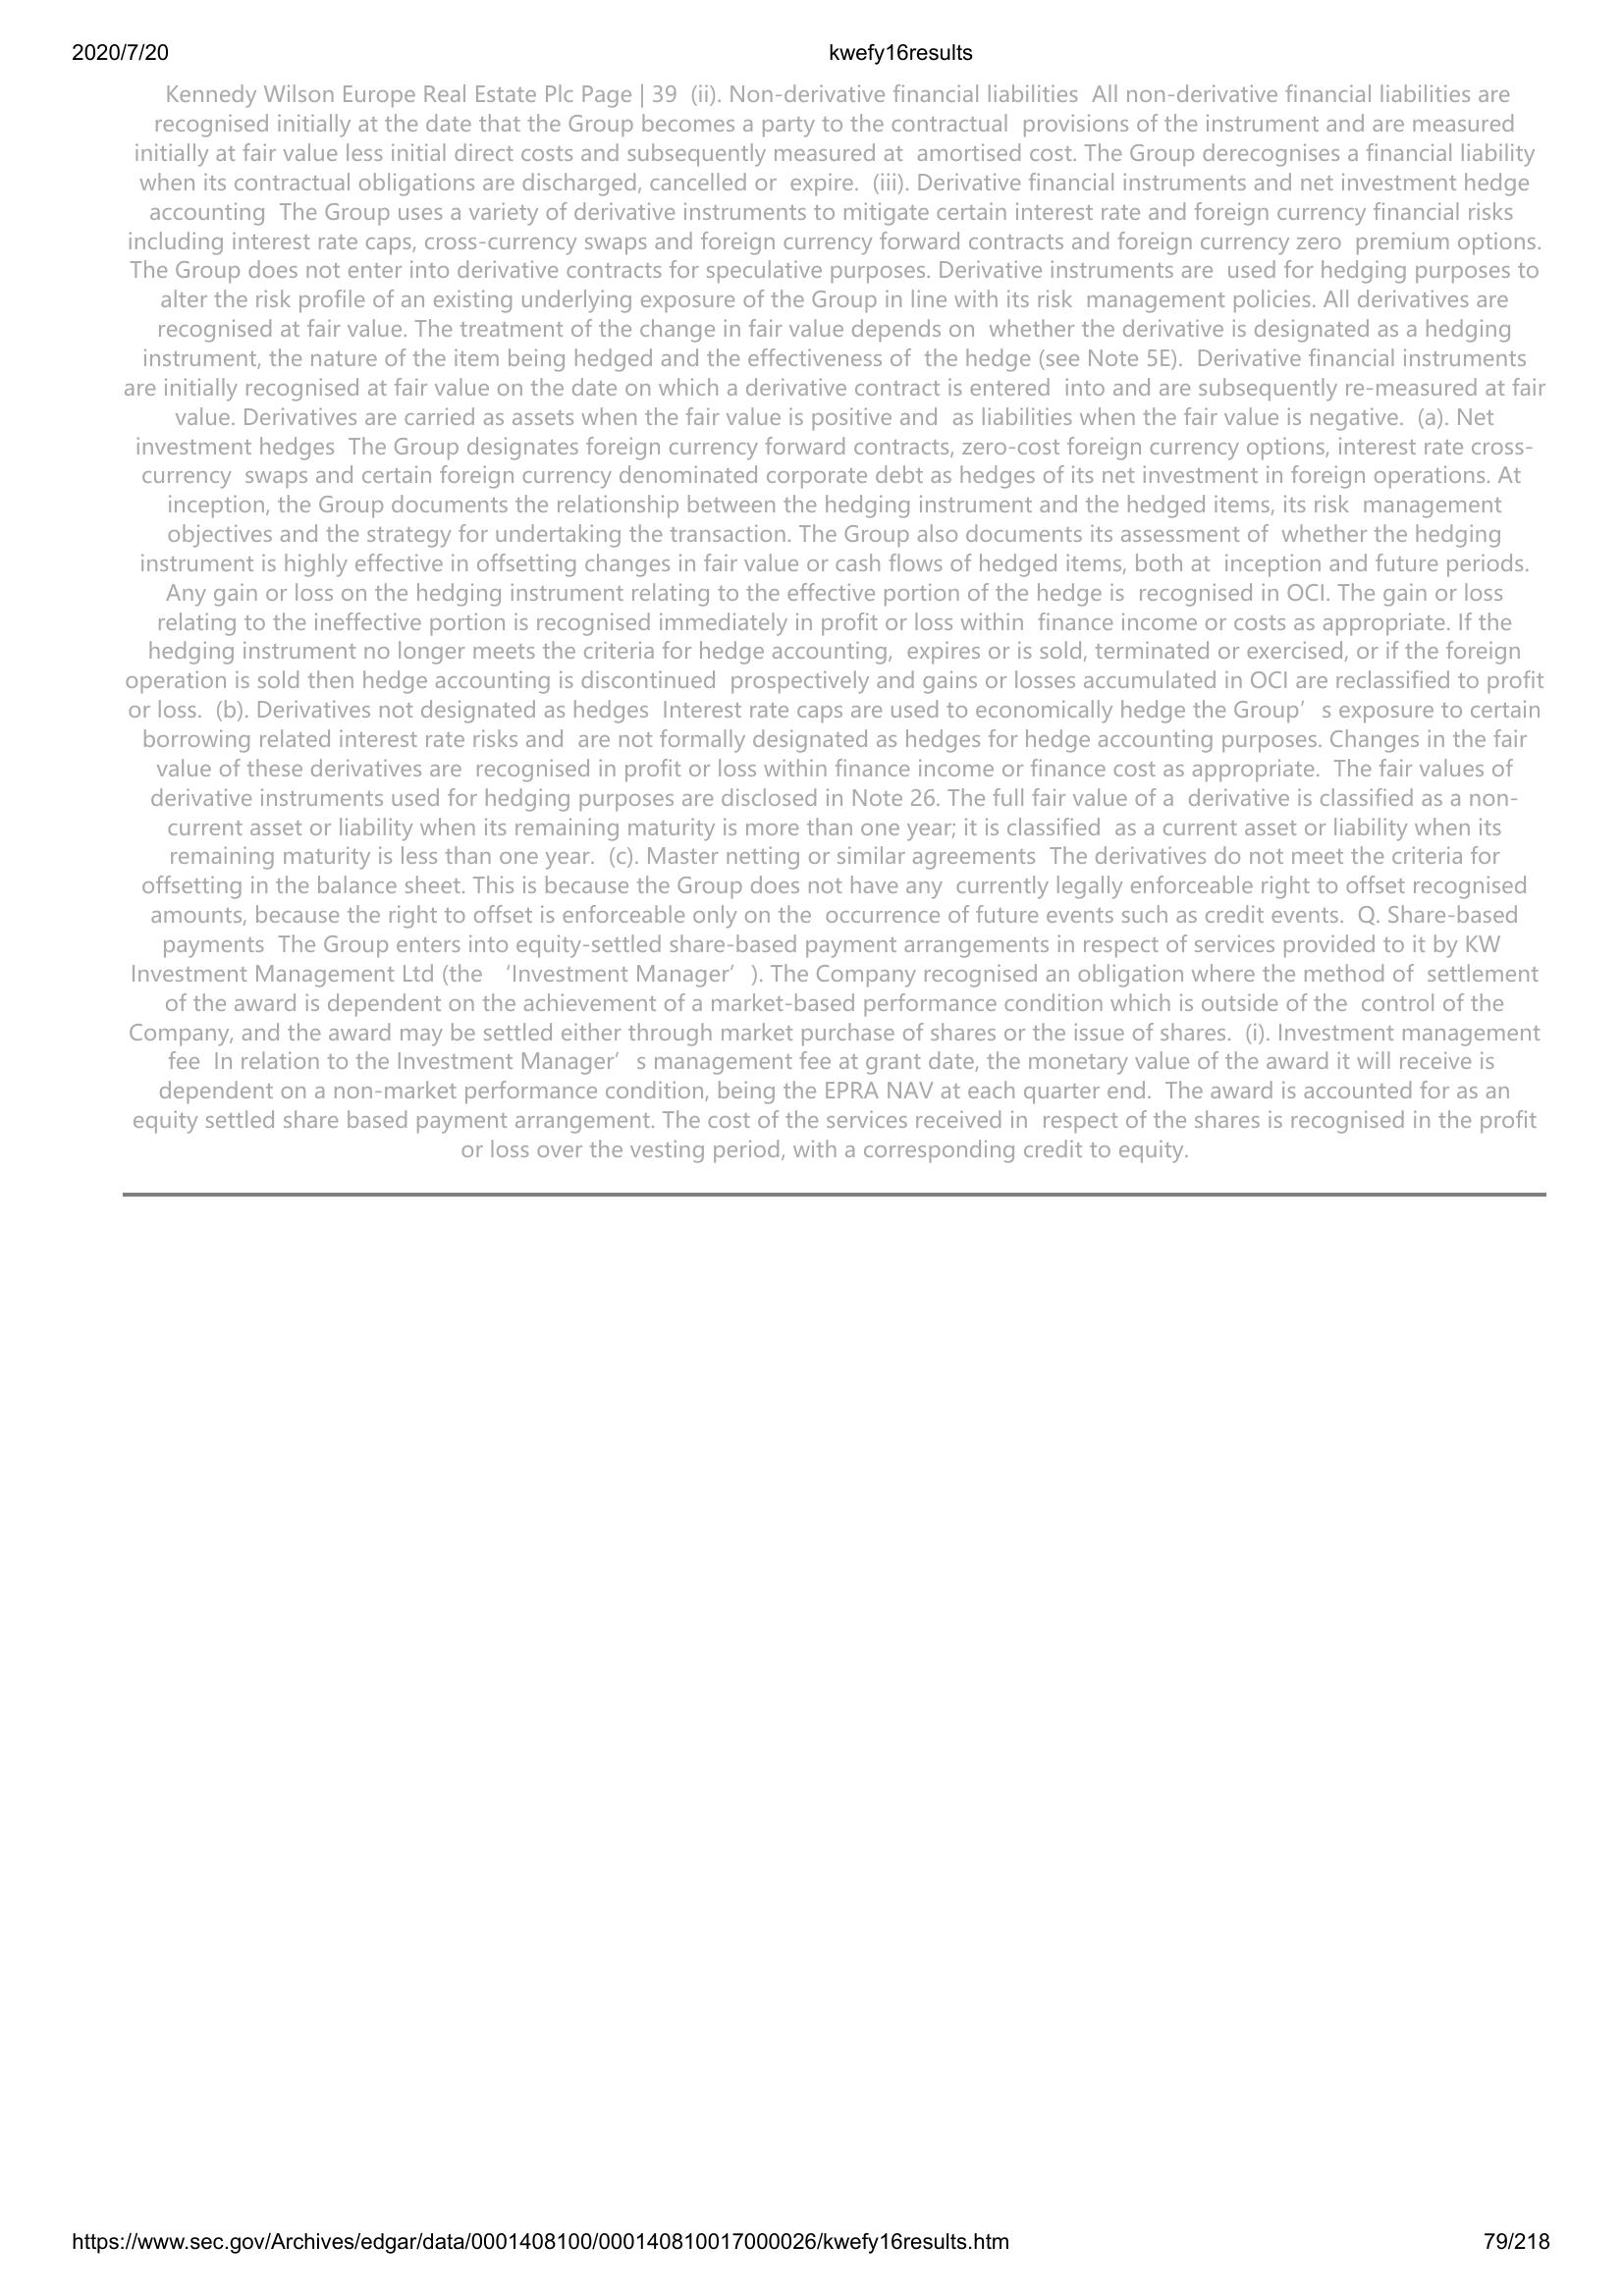 2020/7/20 kwefy16results
Kennedy Wilson Europe Real Estate Plc Page | 39 (ii). Non-derivative financial liabilities All non-derivative financial liabilities are
recognised initially at the date that the Group becomes a party to the contractual provisions of the instrument and are measured
initially at fair value less initial direct costs and subsequently measured at amortised cost. The Group derecognises a financial liability
when its contractual obligations are discharged, cancelled or expire. (iii). Derivative financial instruments and net investment hedge
accounting The Group uses a variety of derivative instruments to mitigate certain interest rate and foreign currency financial risks
including interest rate caps, cross-currency swaps and foreign currency forward contracts and foreign currency zero premium options.
The Group does not enter into derivative contracts for speculative purposes. Derivative instruments are used for hedging purposes to
alter the risk profile of an existing underlying exposure of the Group in line with its risk management policies. All derivatives are
recognised at fair value. The treatment of the change in fair value depends on whether the derivative is designated as a hedging
instrument, the nature of the item being hedged and the effectiveness of the hedge (see Note 5E). Derivative financial instruments
are initially recognised at fair value on the date on which a derivative contract is entered into and are subsequently re-measured at fair
value. Derivatives are carried as assets when the fair value is positive and as liabilities when the fair value is negative. (a). Net
investment hedges The Group designates foreign currency forward contracts, zero-cost foreign currency options, interest rate cross-
currency swaps and certain foreign currency denominated corporate debt as hedges of its net investment in foreign operations. At
inception, the Group documents the relationship between the hedging instrument and the hedged items, its risk management
objectives and the strategy for undertaking the transaction. The Group also documents its assessment of whether the hedging
instrument is highly effective in offsetting changes in fair value or cash flows of hedged items, both at inception and future periods.
Any gain or loss on the hedging instrument relating to the effective portion of the hedge is recognised in OCI. The gain or loss
relating to the ineffective portion is recognised immediately in profit or loss within finance income or costs as appropriate. If the
hedging instrument no longer meets the criteria for hedge accounting, expires or is sold, terminated or exercised, or if the foreign
operation is sold then hedge accounting is discontinued prospectively and gains or losses accumulated in OCI are reclassified to profit
or loss. (b). Derivatives not designated as hedges Interest rate caps are used to economically hedge the Group’ s exposure to certain
borrowing related interest rate risks and are not formally designated as hedges for hedge accounting purposes. Changes in the fair
value of these derivatives are recognised in profit or loss within finance income or finance cost as appropriate. The fair values of
derivative instruments used for hedging purposes are disclosed in Note 26. The full fair value of a derivative is classified as a non-
current asset or liability when its remaining maturity is more than one year; it is classified as a current asset or liability when its
remaining maturity is less than one year. (c). Master netting or similar agreements The derivatives do not meet the criteria for
offsetting in the balance sheet. This is because the Group does not have any currently legally enforceable right to offset recognised
amounts, because the right to offset is enforceable only on the occurrence of future events such as credit events. Q. Share-based
payments The Group enters into equity-settled share-based payment arrangements in respect of services provided to it by KW
Investment Management Ltd (the ‘Investment Manager’ ). The Company recognised an obligation where the method of settlement
of the award is dependent on the achievement of a market-based performance condition which is outside of the control of the
Company, and the award may be settled either through market purchase of shares or the issue of shares. (i). Investment management
fee In relation to the Investment Manager’ s management fee at grant date, the monetary value of the award it will receive is
dependent on a non-market performance condition, being the EPRA NAV at each quarter end. The award is accounted for as an
equity settled share based payment arrangement. The cost of the services received in respect of the shares is recognised in the profit
or loss over the vesting period, with a corresponding credit to equity.
https://www.sec.gov/Archives/edgar/data/0001408100/000140810017000026/kwefy16results.htm 79/218